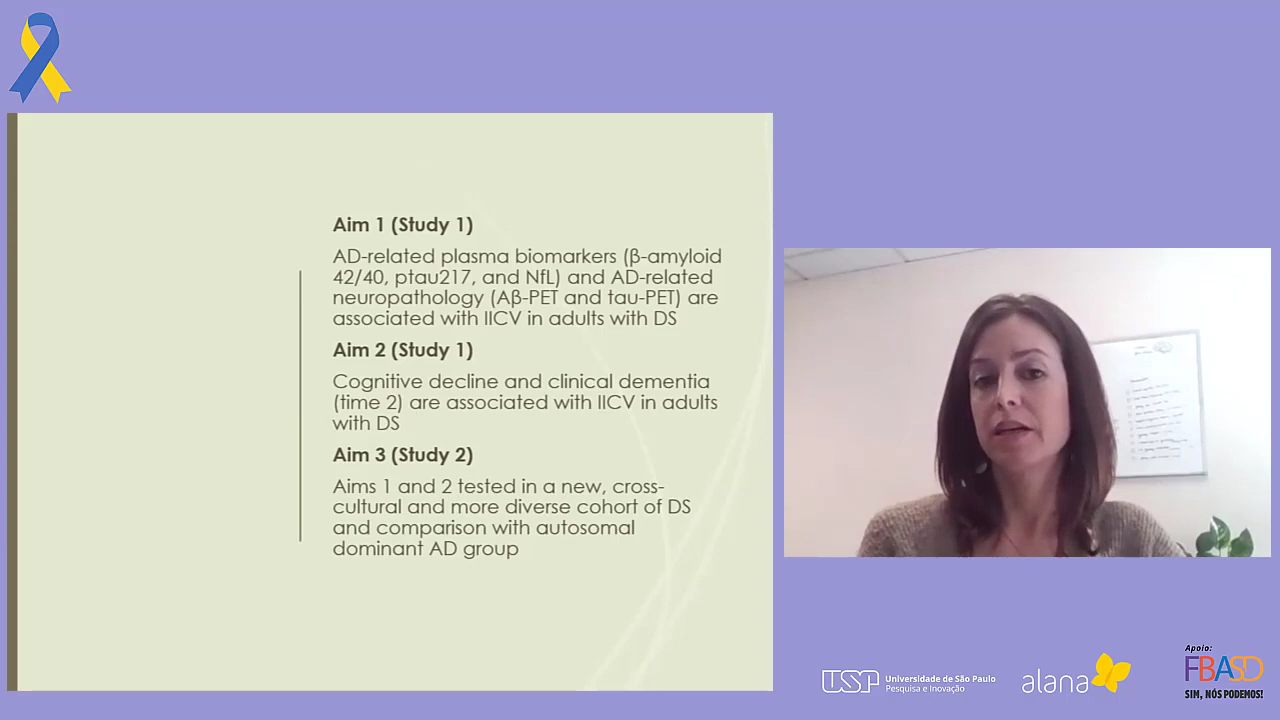 Aim 1 (Study 1)
AD-related plasma biomarkers (β-amyloid
42/40, ptau217, and NfL) and AD-related
neuropathology (Aβ-PET and tau-PET) are
associated with IICV in adults with DS
Aim 2 (Study 1)
Cognitive decline and clinical dementia
(time 2) are associated with IICV in adults
with DS
Aim 3 (Study 2)
Aims 1 and 2 tested in a new, cross-
cultural and more diverse cohort of DS
and comparison with autosomal
dominant AD group
USP
Universidade de São Paulo
Pesquisa e Inovação
alana
Apoio:
FBASD
SIM, NÓS PODEMOS!